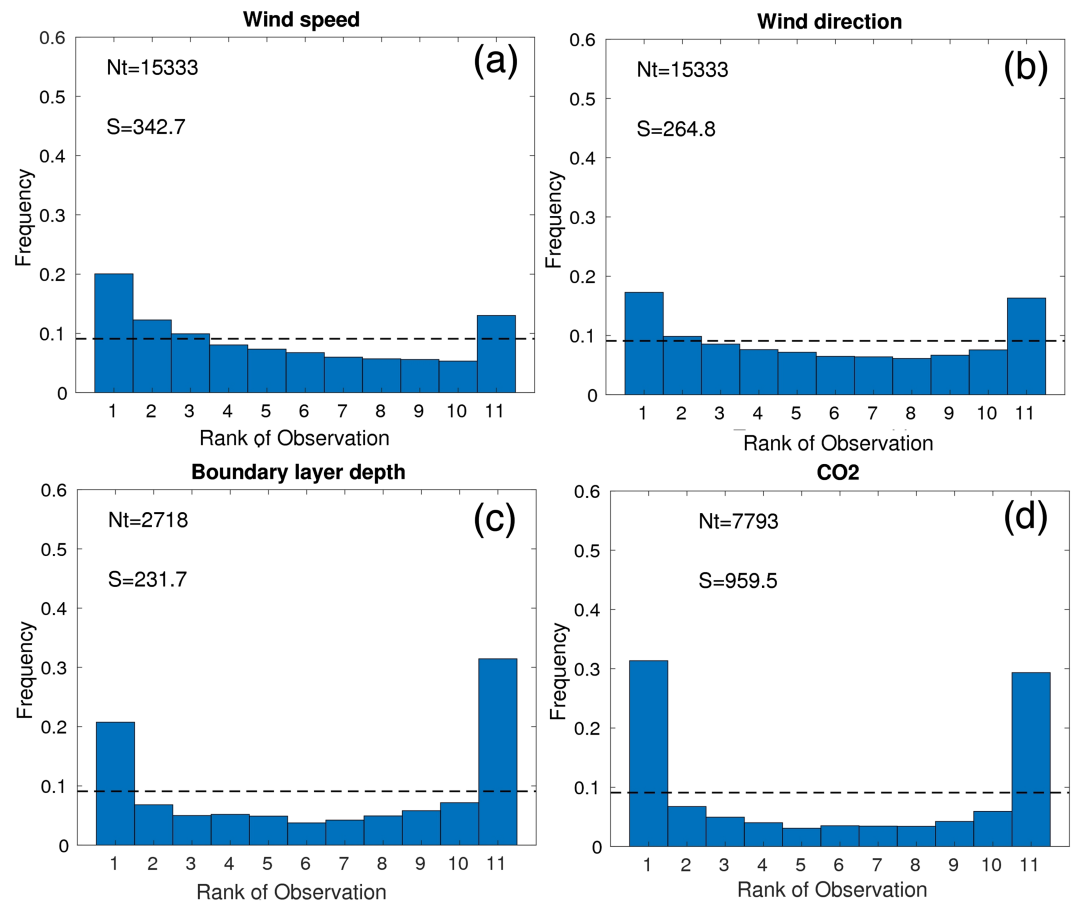 Wind speed
(a)
Nt=15333
S=342.7
Frequency
0.6
0.5
0.4
0.3
0.2
0.1
0
1 2 3 4 5 6 7 8 9 10 11
Rank of Observation
Wind direction
(b)
Nt=15333
S=264.8
Frequency
0.6
0.5
0.4
0.3
0.2
0.1
0
1 2 3 4 5 6 7 8 9 10 11
Rank of Observation
Boundary layer depth
(c)
Nt=2718
S=231.7
Frequency
0.6
0.5
0.4
0.3
0.2
0.1
0
1 2 3 4 5 6 7 8 9 10 11
Rank of Observation
CO2
(d)
Nt=7793
S=959.5
Frequency
0.6
0.5
0.4
0.3
0.2
0.1
0
1 2 3 4 5 6 7 8 9 10 11
Rank of Observation